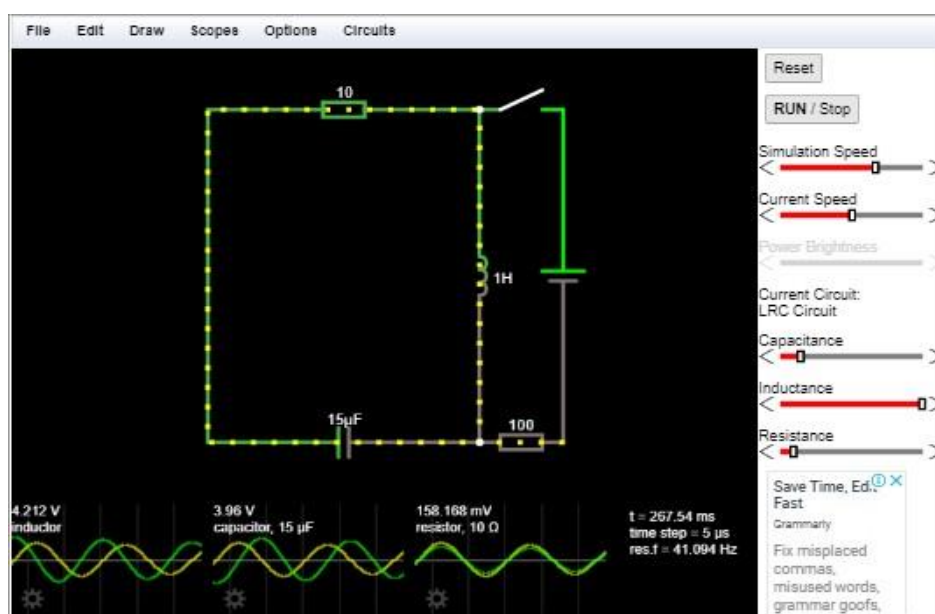 File Edit Draw Scopes Options Circuits
Reset
RUN / Stop
Simulation Speed
Current Speed
Power Brightness
Current Circuit:
LRC Circuit
Capacitance
Inductance
Resistance
10
1H
15µF
100
4.212 V
inductor
3.96 V
capacitor, 15 µF
158.168 mV
resistor, 10 Ω
t = 267.54 ms
time step = 5 µs
res.f = 41.094 Hz
Save Time, Edit
Fast
Grammarly
Fix misplaced
commas,
misused words,
grammar goofs,